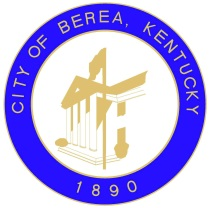 CITY OF BEREA, KENTUCKY
1890